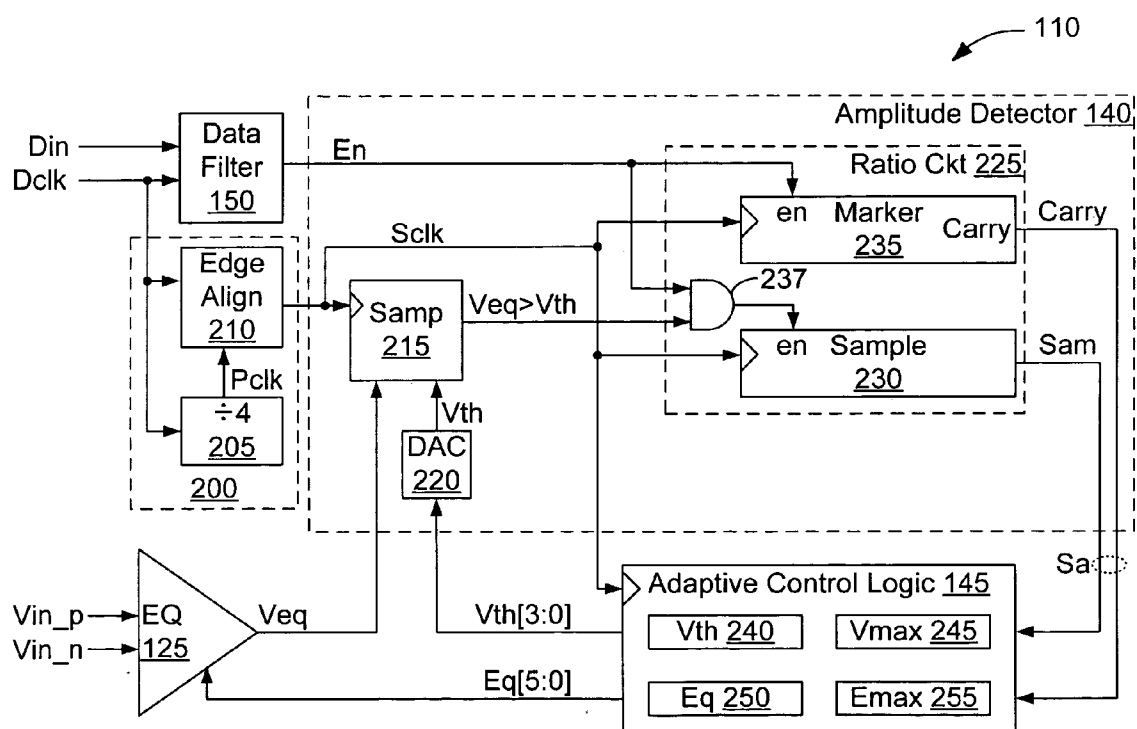 110
Amplitude Detector 140
Din
Dclk
Data
Filter
150
En
Ratio Ckt 225
en Marker
235
Carry
Carry
Sclk
Edge
Align
210
237
Samp
215
Veq>Vth
en Sample
230
Sam
Pclk
÷4
205
Vth
DAC
220
200
Sa
Adaptive Control Logic 145
Vin_p
Vin_n
EQ
125
Veq
Vth[3:0]
Vth 240
Vmax 245
Eq[5:0]
Eq 250
Emax 255